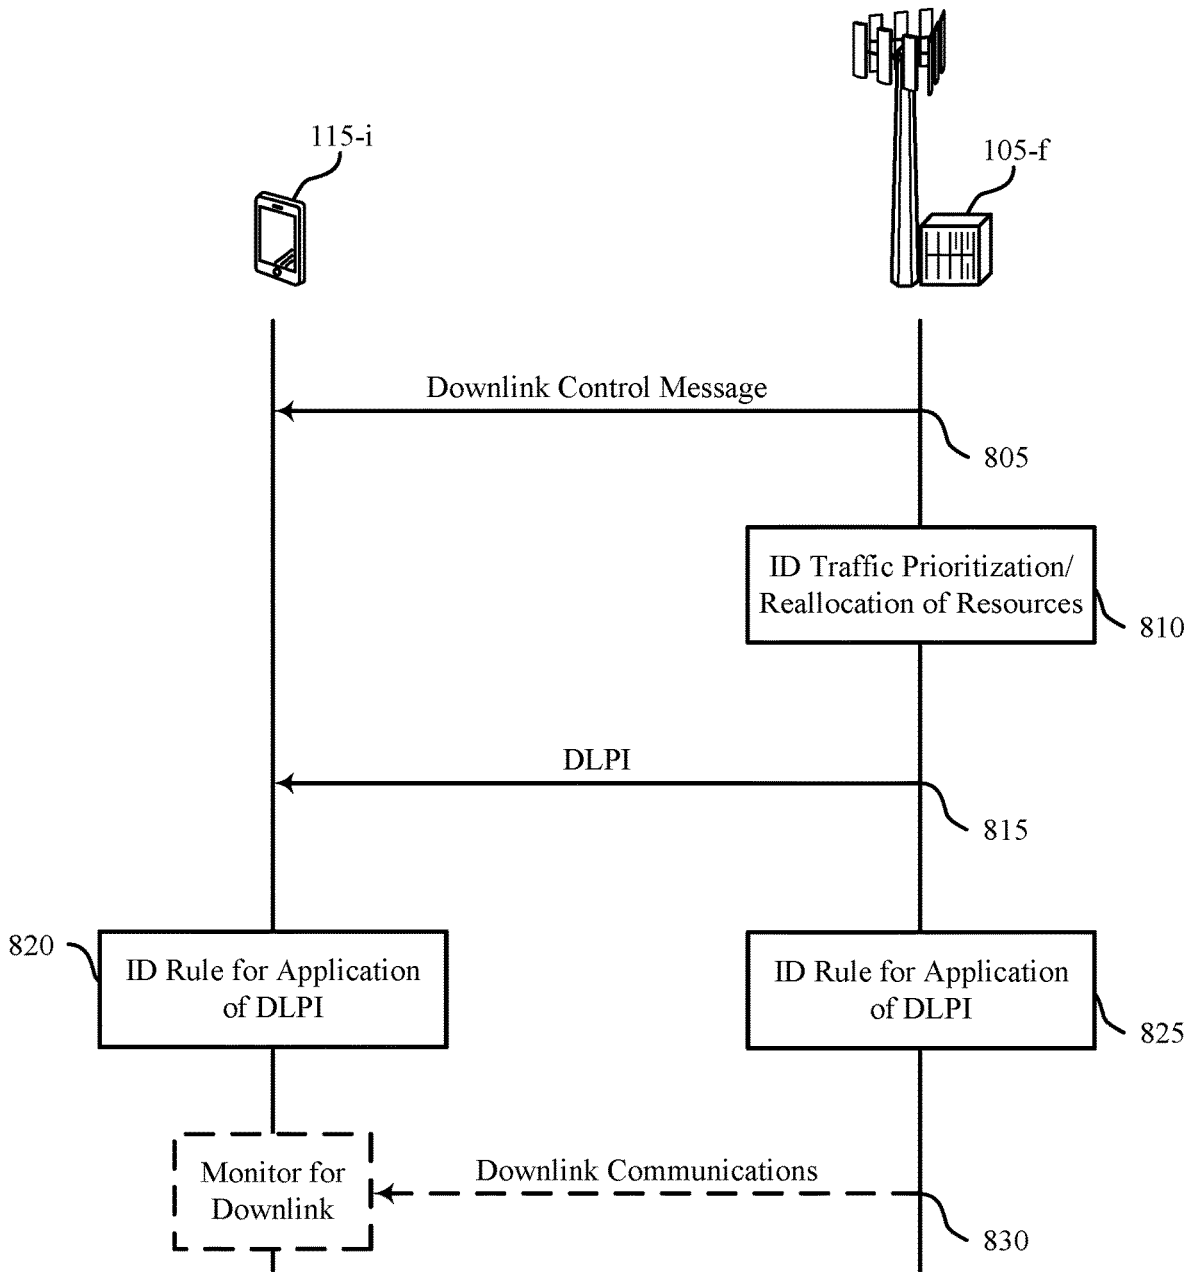 115-i
105-f
Downlink Control Message
805
ID Traffic Prioritization/
Reallocation of Resources
810
DLPI
815
820
ID Rule for Application
of DLPI
ID Rule for Application
of DLPI
825
Monitor for
Downlink
Downlink Communications
830